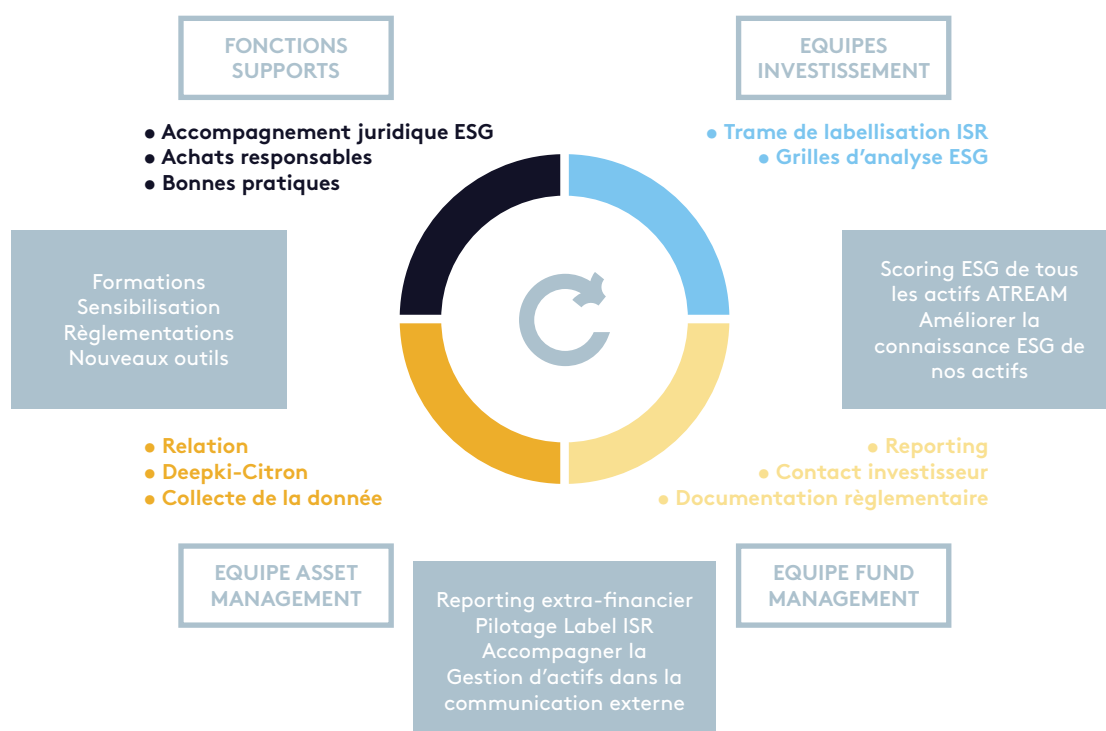 FONCTIONS
SUPPORTS
EQUIPES
INVESTISSEMENT
● Accompagnement juridique ESG
● Achats responsables
● Bonnes pratiques
● Trame de labellisation ISR
● Grilles d'analyse ESG
Formations
Sensibilisation
Règlementations
Nouveaux outils
Scoring ESG de tous
les actifs ATREAM
Améliorer la
connaissance ESG de
nos actifs
● Relation
● Deepki-Citron
● Collecte de la donnée
● Reporting
● Contact investisseur
● Documentation règlementaire
EQUIPE ASSET
MANAGEMENT
Reporting extra-financier
Pilotage Label ISR
Accompagner la
Gestion d'actifs dans la
communication externe
EQUIPE FUND
MANAGEMENT